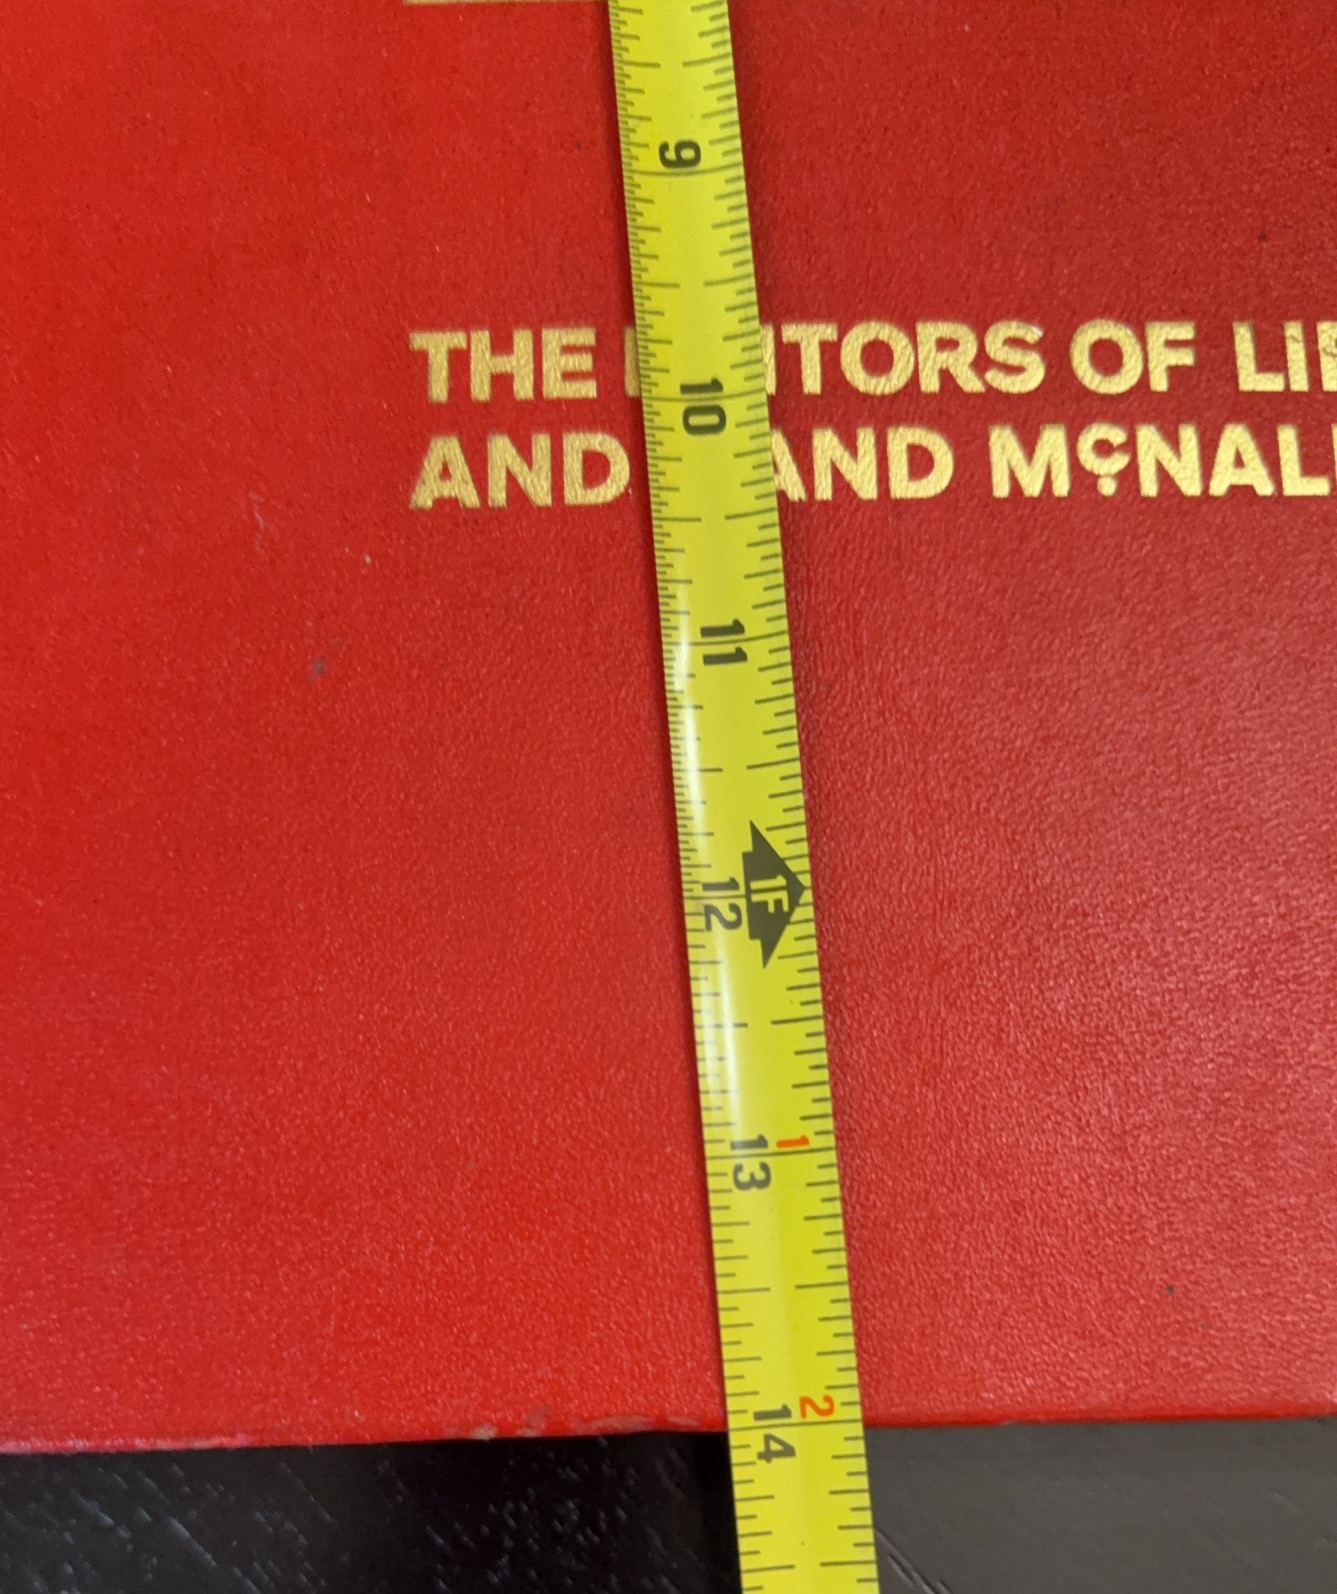 9
THE TORS OF
10
AND AND McNAL
11
1F
12
1
13
2
14